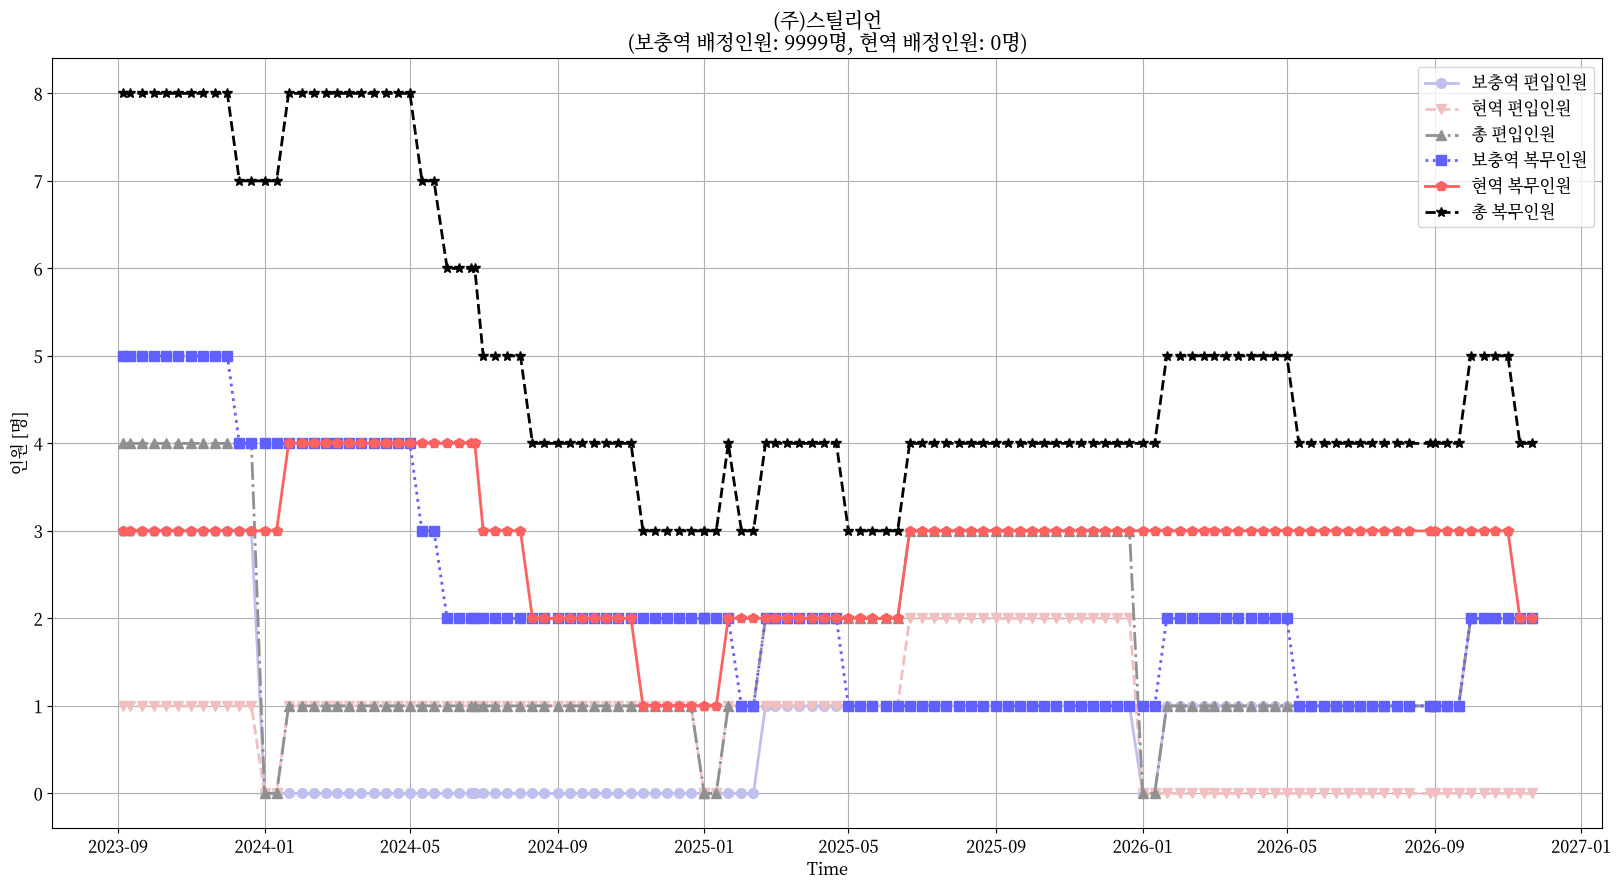 (주)스틸리언
(보충역 배정인원: 9999명, 현역 배정인원: 0명)
보충역 편입인원
현역 편입인원
총 편입인원
보충역 복무인원
현역 복무인원
총 복무인원
인원 [명]
8
7
6
5
4
3
2
1
0
2023-09 2024-01 2024-05 2024-09 2025-01 2025-05 2025-09 2026-01 2026-05 2026-09 2027-01
Time